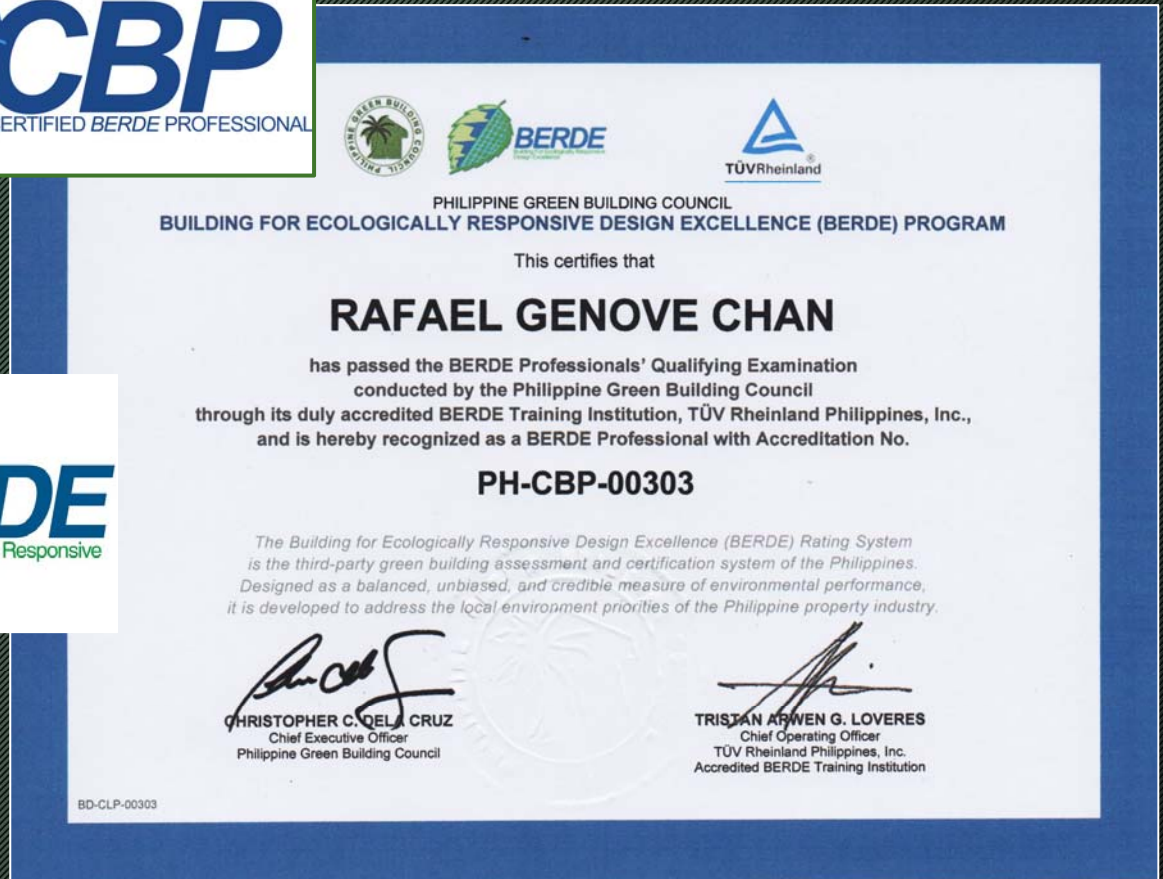 CBP
ERTIFIED BERDE PROFESSIONAL
PHILIPPINE GREEN BUILDING COUNCIL
BERDE
TÜVRheinland®
PHILIPPINE GREEN BUILDING COUNCIL
BUILDING FOR ECOLOGICALLY RESPONSIVE DESIGN EXCELLENCE (BERDE) PROGRAM
This certifies that
RAFAEL GENOVE CHAN
has passed the BERDE Professionals' Qualifying Examination
conducted by the Philippine Green Building Council
through its duly accredited BERDE Training Institution, TÜV Rheinland Philippines, Inc.,
and is hereby recognized as a BERDE Professional with Accreditation No.
PH-CBP-00303
DE
Responsive
The Building for Ecologically Responsive Design Excellence (BERDE) Rating System
is the third-party green building assessment and certification system of the Philippines.
Designed as a balanced, unbiased, and credible measure of environmental performance,
it is developed to address the local environment priorities of the Philippine property industry.
CHRISTOPHER C. DELA CRUZ
Chief Executive Officer
Philippine Green Building Council
TRISTAN ARWEN G. LOVERES
Chief Operating Officer
TÜV Rheinland Philippines, Inc.
Accredited BERDE Training Institution
BD-CLP-00303